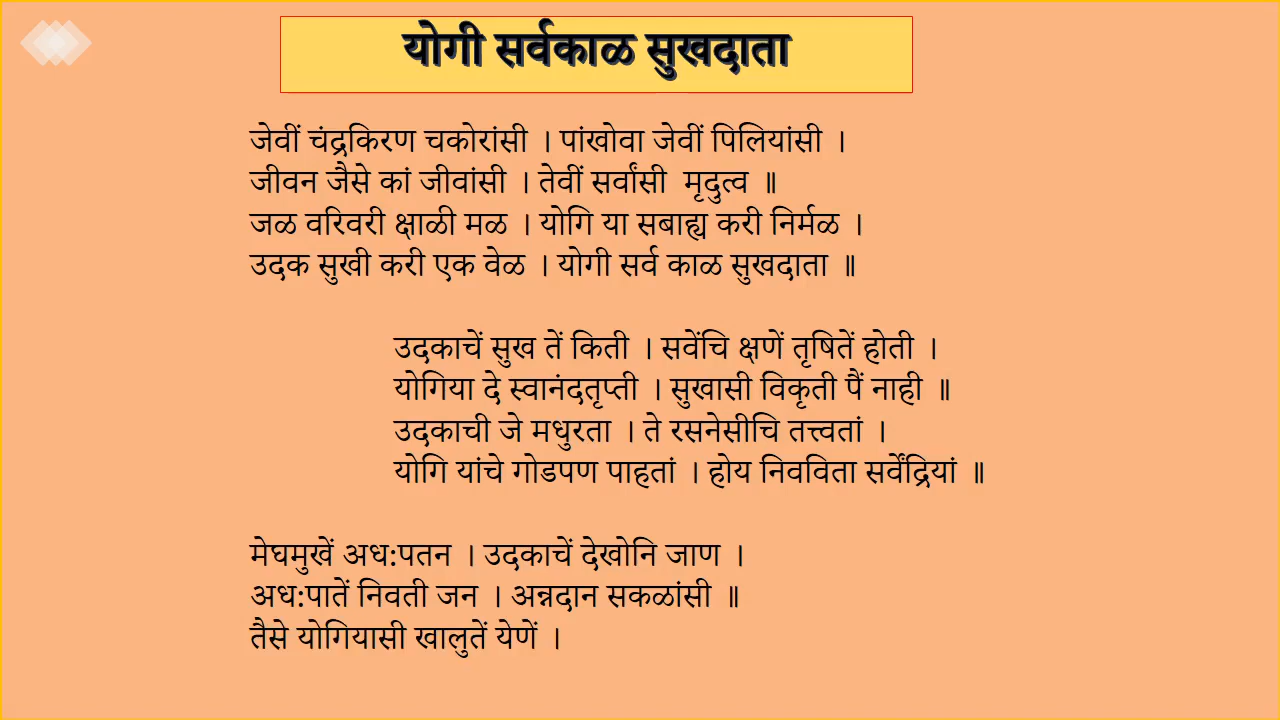 योगी सर्वकाळ सुखदाता
जेवीं चंद्रकिरण चकोरांसी । पांखोवा जेवीं पिलियांसी ।
जीवन जैसे कां जीवांसी । तेवीं सर्वांसी मृदुत्व ॥
जळ वरिवरी क्षाळी मळ । योगि या सबाह्य करी निर्मळ ।
उदक सुखी करी एक वेळ । योगी सर्व काळ सुखदाता ॥
उदकाचें सुख तें किती । सवेंचि क्षणें तृषितें होती ।
योगिया दे स्वानंदतृप्ती । सुखासी विकृती पैं नाही ॥
उदकाची जे मधुरता । ते रसनेसीचि तत्त्वतां ।
योगि यांचे गोडपण पाहतां । होय निवविता सर्वेंद्रियां ॥
मेघमुखें अध:पतन । उदकाचें देखोनि जाण ।
अध:पातें निवती जन । अन्नदान सकळांसी ॥
तैसे योगियासी खालुतें येणें ।